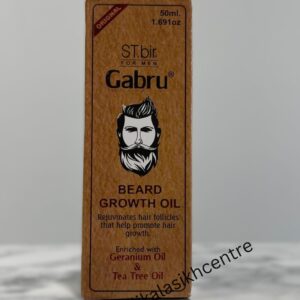 ORIGINAL
50ml.
1.691oz
ST.bir.
FOR MEN
Gabru®
BEARD
GROWTH OIL
Rejuvinates hair follicles
that help promote hair
growth.
Enriched with
Geranium Oil
&
Tea Tree Oil